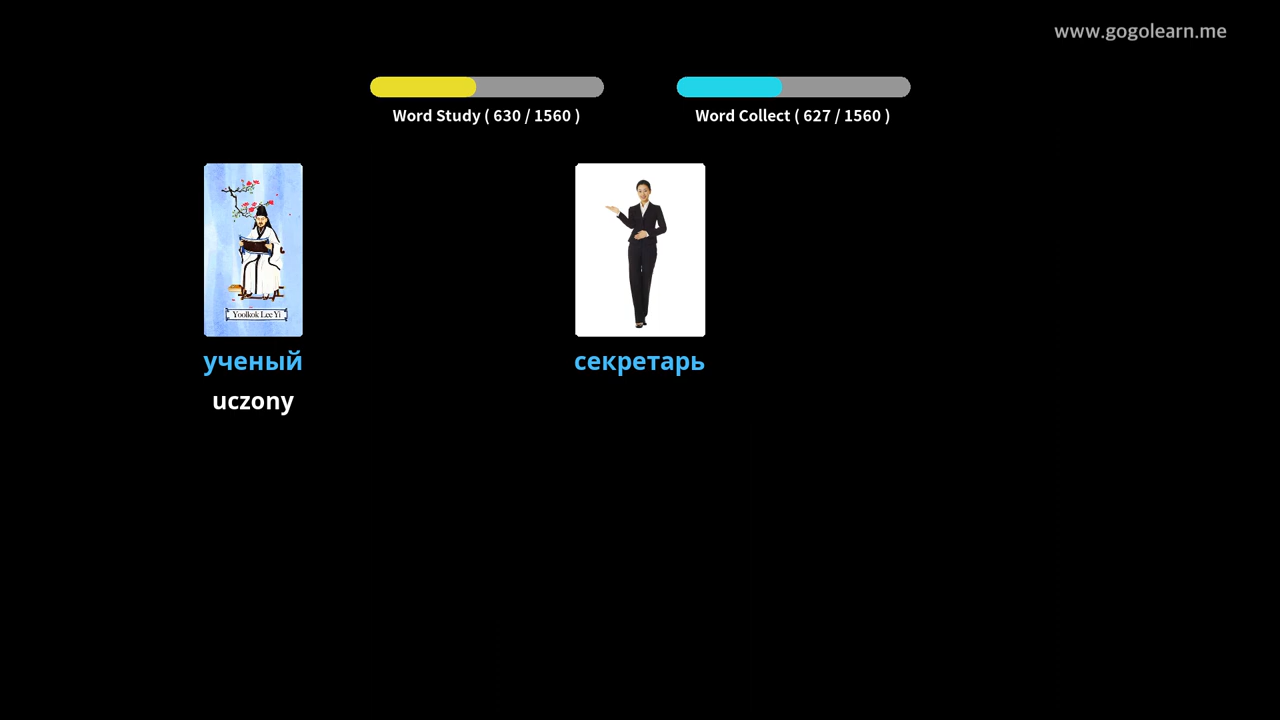 www.gogolearn.me
Word Study ( 630 / 1560 )
Word Collect ( 627 / 1560 )
Yoolkok Lee Yi
ученый
секретарь
uczony